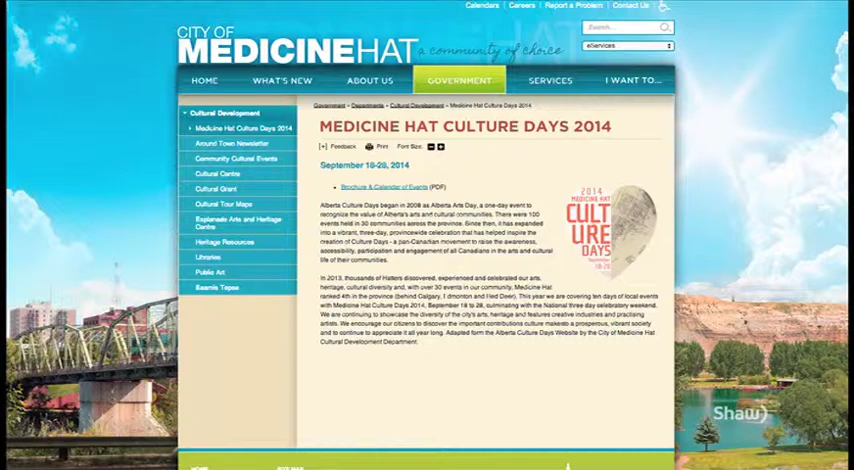 Calendars | Careers | Report a Problem | Contact Us
CITY OF
MEDICINE HAT a community of choice
Search...
eServices
HOME WHAT'S NEW ABOUT US GOVERNMENT SERVICES I WANT TO...
Government » Departments » Cultural Development » Medicine Hat Culture Days 2014
Cultural Development
Medicine Hat Culture Days 2014
Around Town Newsletter
Community Cultural Events
Cultural Centre
Cultural Grant
Cultural Tour Maps
Esplanade Arts and Heritage
Centre
Heritage Resources
Libraries
Public Art
Saamis Tepee
MEDICINE HAT CULTURE DAYS 2014
[+] Feedback Print Font Size:
September 18-28, 2014
Brochure & Calendar of Events (PDF)
Alberta Culture Days began in 2008 as Alberta Arts Day, a one-day event to
recognize the value of Alberta's arts and cultural communities. There were 100
events held in 30 communities across the province. Since then, it has expanded
into a vibrant, three-day, provincewide celebration that has helped inspire the
creation of Culture Days - a pan-Canadian movement to raise the awareness,
accessibility, participation and engagement of all Canadians in the arts and cultural
life of their communities.
2014
MEDICINE HAT
CULT
URE
DAYS
September
18-28
In 2013, thousands of Hatters discovered, experienced and celebrated our arts,
heritage, cultural diversity and, with over 30 events in our community, Medicine Hat
ranked 4th in the province (behind Calgary, Edmonton and Red Deer). This year we are covering ten days of local events
with Medicine Hat Culture Days 2014, September 18 to 28, culminating with the National three day celebratory weekend.
We are continuing to showcase the diversity of the city's arts, heritage and features creative industries and practising
artists. We encourage our citizens to discover the important contributions culture makes to a prosperous, vibrant society
and to continue to appreciate it all year long. Adapted form the Alberta Culture Days Website by the City of Medicine Hat
Cultural Development Department.
Shaw)
HOME SITE MAP